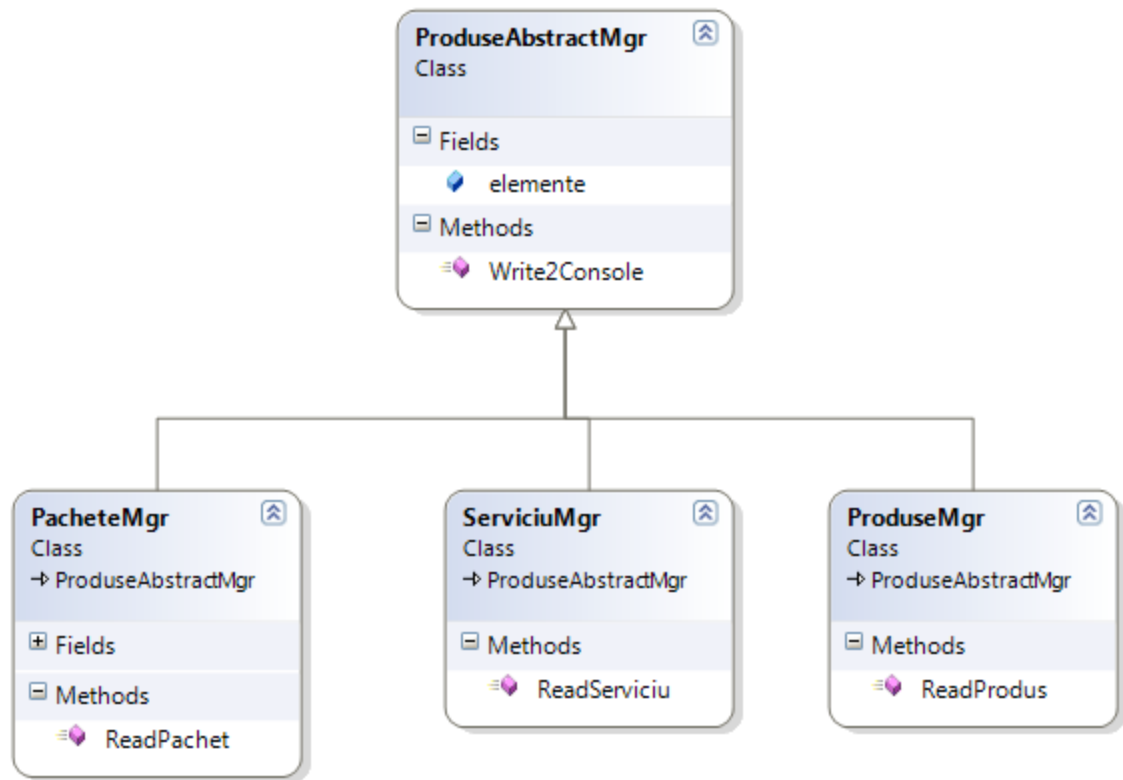 ProduseAbstractMgr
Class
Fields
elemente
Methods
Write2Console
PacheteMgr
Class
ProduseAbstractMgr
Fields
Methods
ReadPachet
ServiciuMgr
Class
ProduseAbstractMgr
Methods
ReadServiciu
ProduseMgr
Class
ProduseAbstractMgr
Methods
ReadProdus